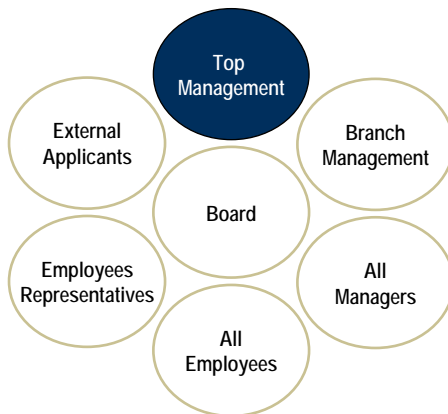 Top
Management
External
Applicants
Branch
Management
Board
Employees
Representatives
All
Managers
All
Employees